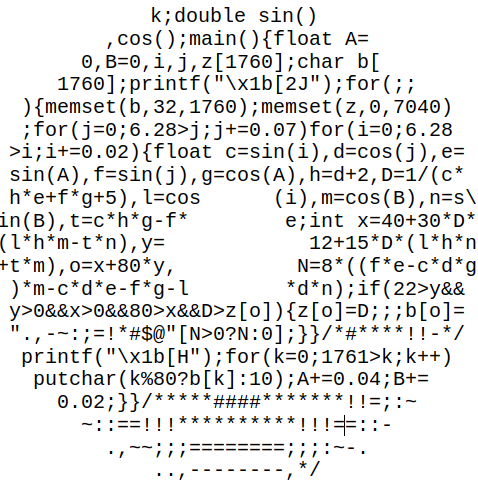 k;double sin()
,cos();main(){float A=
0,B=0,i,j,z[1760];char b[
1760];printf("\x1b[2J");for(;;
){memset(b,32,1760);memset(z,0,7040)
;for(j=0;6.28>j;j+=0.07)for(i=0;6.28
>i;i+=0.02){float c=sin(i),d=cos(j),e=
sin(A),f=sin(j),g=cos(A),h=d+2,D=1/(c*
h*e+f*g+5),l=cos      (i),m=cos(B),n=s\
in(B),t=c*h*g-f*        e;int x=40+30*D*
(l*h*m-t*n),y=            12+15*D*(l*h*n
+t*m),o=x+80*y,          N=8*((f*e-c*d*g
)*m-c*d*e-f*g-l        *d*n);if(22>y&&
y>0&&x>0&&80>x&&D>z[o]){z[o]=D;;;b[o]=
".,-~:;=!*#$@"[N>0?N:0];}}/*#****!!-*/
printf("\x1b[H");for(k=0;1761>k;k++)
putchar(k%80?b[k]:10);A+=0.04;B+=
0.02;}}/*****####*******!!=;:~
~::==!!!**********!!!==::-
.,~~;;;========;;;:~-.
..,--------,*/